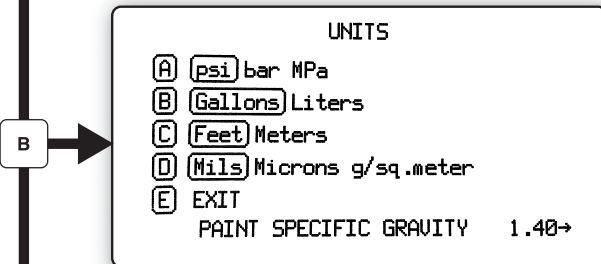 UNITS
A psi bar MPa
B Gallons Liters
B
C Feet Meters
D Mils Microns g/sq.meter
E EXIT
PAINT SPECIFIC GRAVITY 1.40→